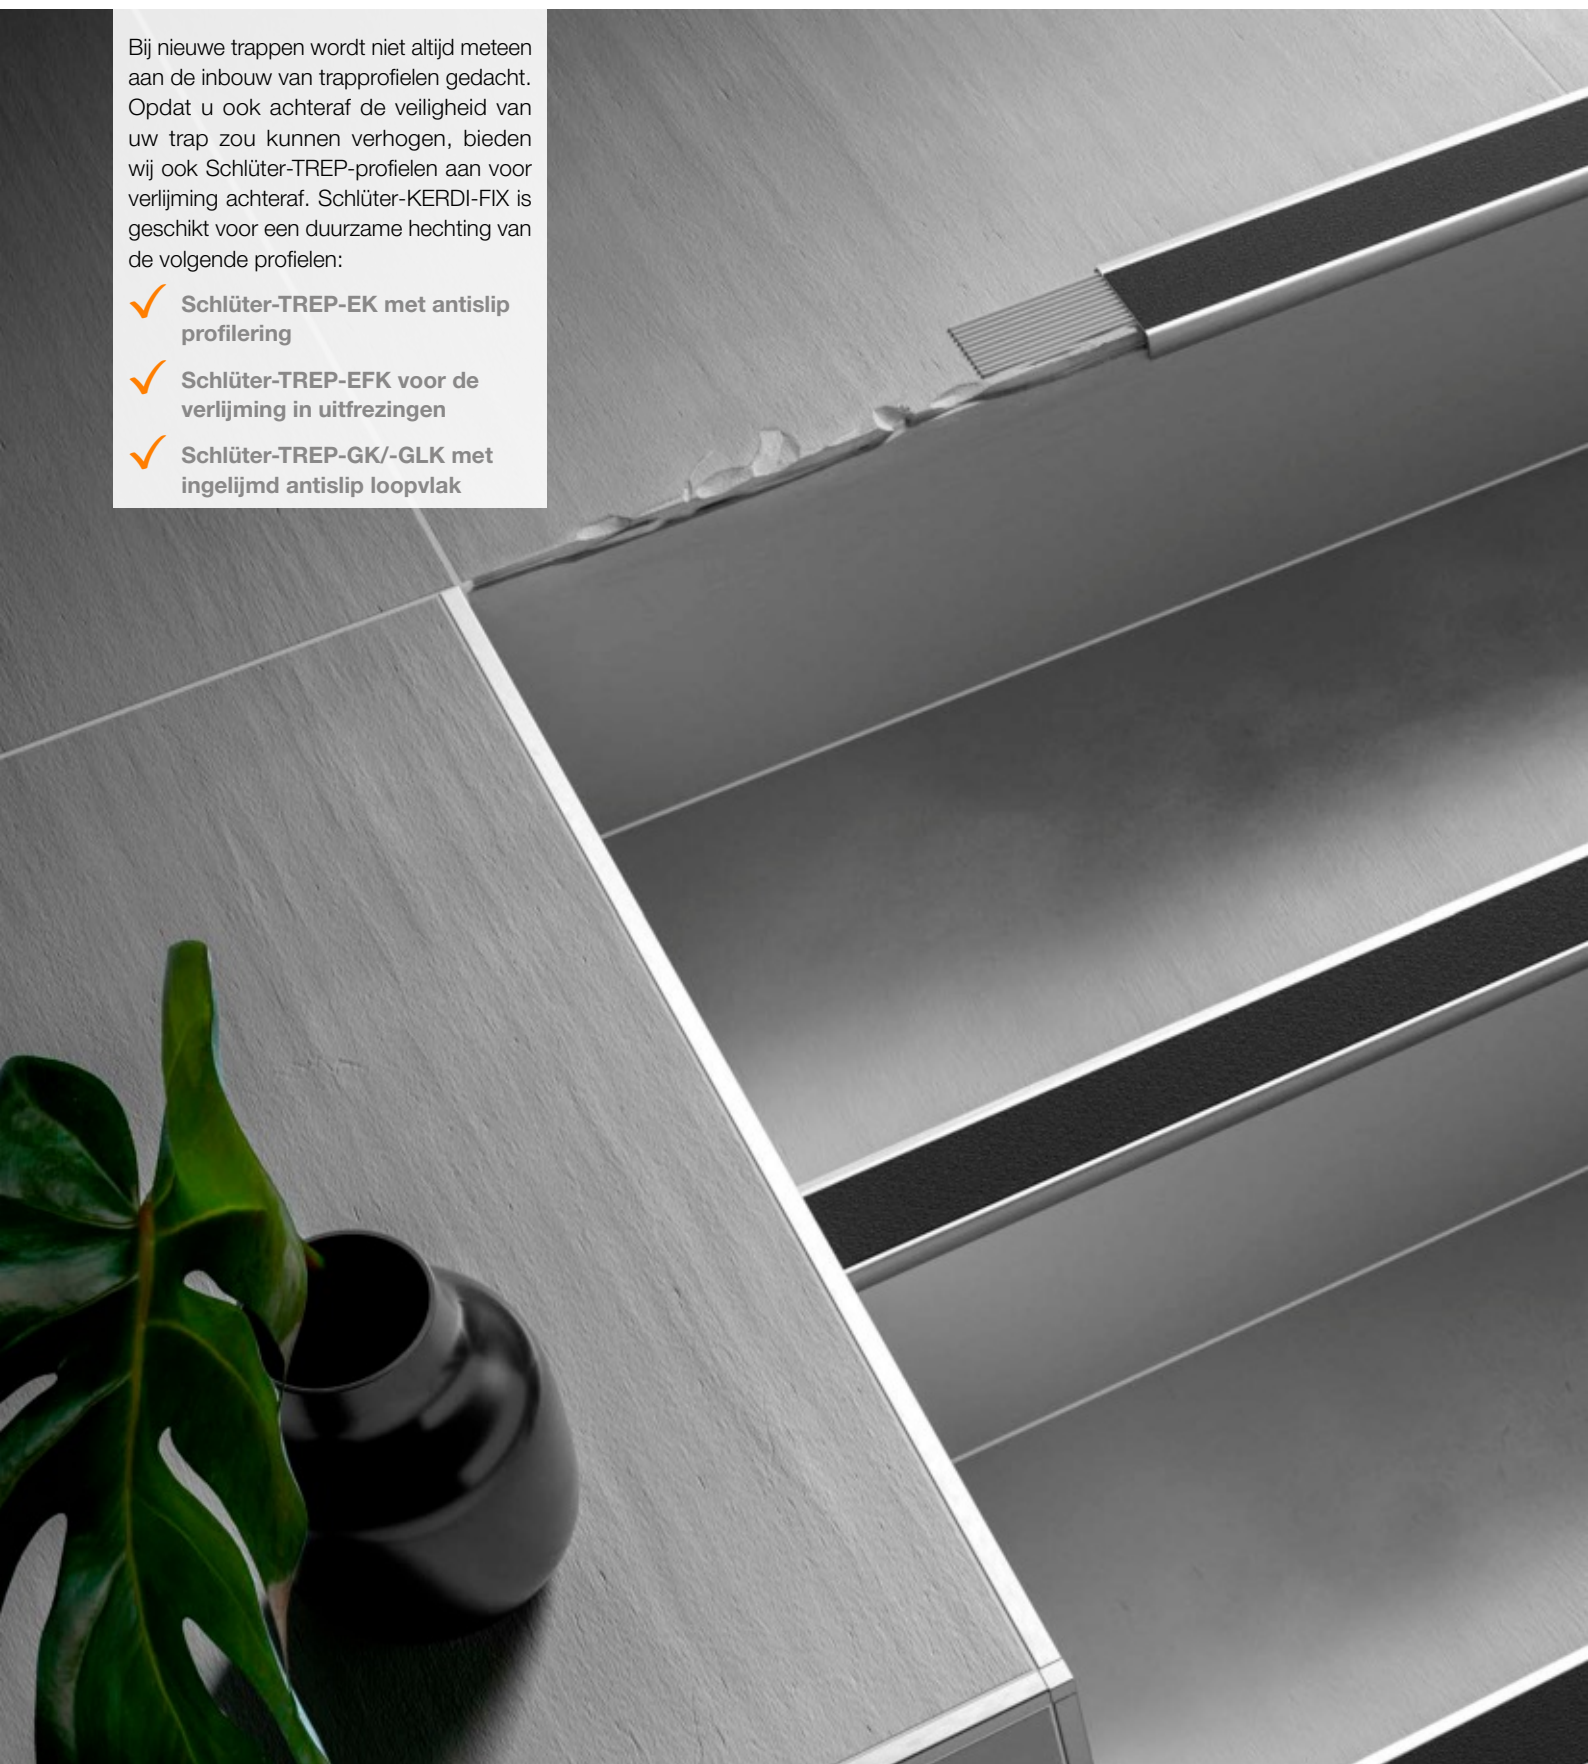 Bij nieuwe trappen wordt niet altijd meteen
aan de inbouw van trapprofielen gedacht.
Opdat u ook achteraf de veiligheid van
uw trap zou kunnen verhogen, bieden
wij ook Schlüter-TREP-profielen aan voor
verlijming achteraf. Schlüter-KERDI-FIX is
geschikt voor een duurzame hechting van
de volgende profielen:
Schlüter-TREP-EK met antislip
profilering
Schlüter-TREP-EFK voor de
verlijming in uitfrezingen
Schlüter-TREP-GK/-GLK met
ingelijmd antislip loopvlak